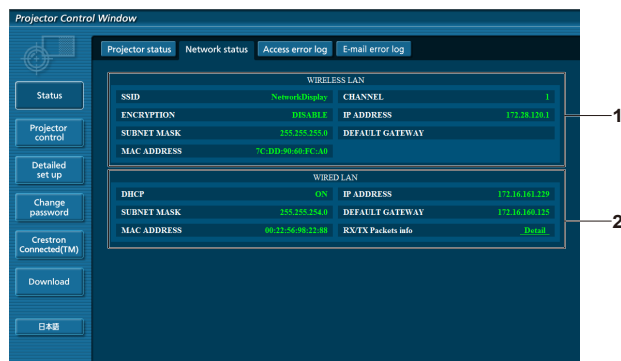 Projector Control Window
Projector status Network status Access error log E-mail error log
Status
Projector control
Detailed set up
Change password
Crestron Connected(TM)
Download
日本語
WIRELESS LAN
SSID NetworkDisplay CHANNEL 1
ENCRYPTION DISABLE IP ADDRESS 172.28.120.1
SUBNET MASK 255.255.255.0 DEFAULT GATEWAY
MAC ADDRESS 7C:DD:90:60:FC:A0
1
WIRED LAN
DHCP ON IP ADDRESS 172.16.161.229
SUBNET MASK 255.255.254.0 DEFAULT GATEWAY 172.16.160.125
MAC ADDRESS 00:22:56:98:22:88 RX/TX Packets info Detail
2